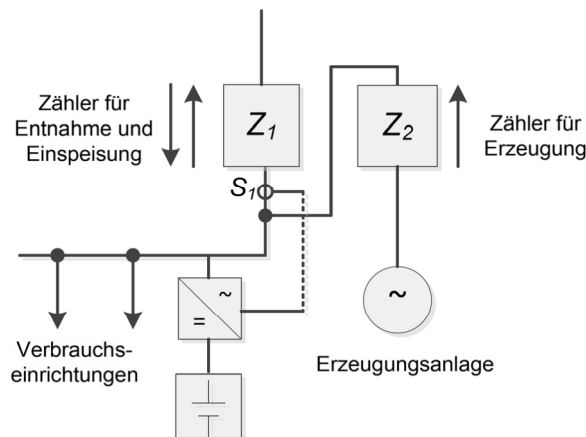 Zähler für
Entnahme und
Einspeisung
Z1
Z2
Zähler für
Erzeugung
S1
~
=
~
Verbrauchs-
einrichtungen
Erzeugungsanlage